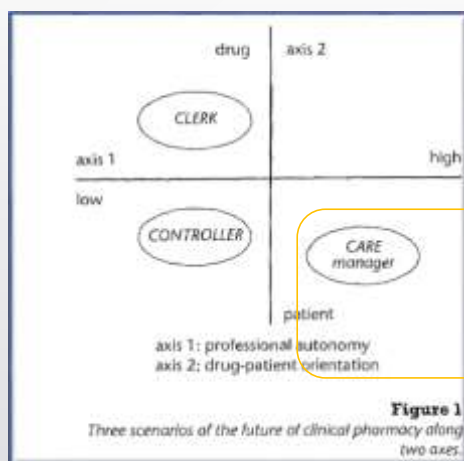 drug axis 2
CLERK
axis 1 high
low
CONTROLLER
CARE
manager
patient
axis 1: professional autonomy
axis 2: drug-patient orientation
Figure 1
Three scenarios of the future of clinical pharmacy along
two axes.